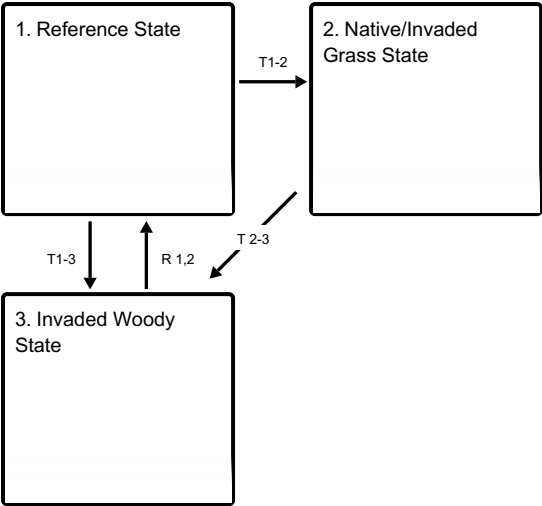 1. Reference State
2. Native/Invaded
Grass State
T1-2
T 2-3
T1-3
R 1,2
3. Invaded Woody
State